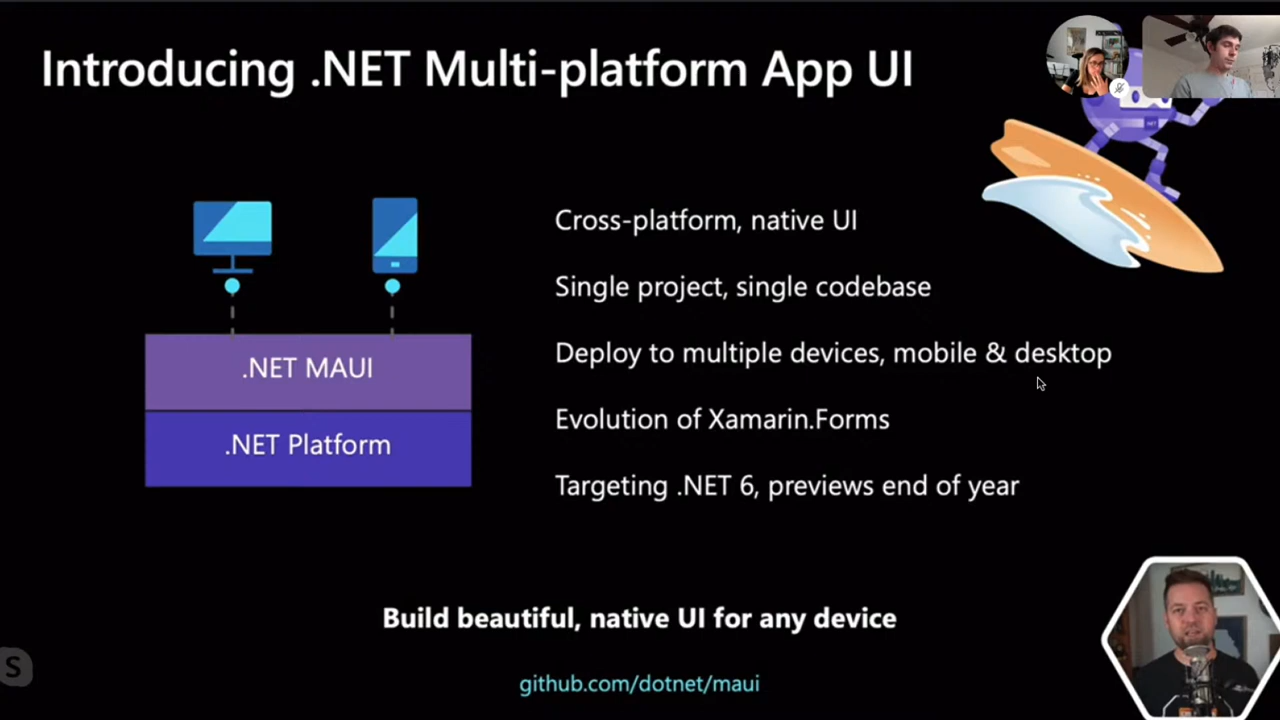 Introducing .NET Multi-platform App UI
.NET MAUI
.NET Platform
Cross-platform, native UI
Single project, single codebase
Deploy to multiple devices, mobile & desktop
Evolution of Xamarin.Forms
Targeting .NET 6, previews end of year
Build beautiful, native UI for any device
github.com/dotnet/maui
S
.NET